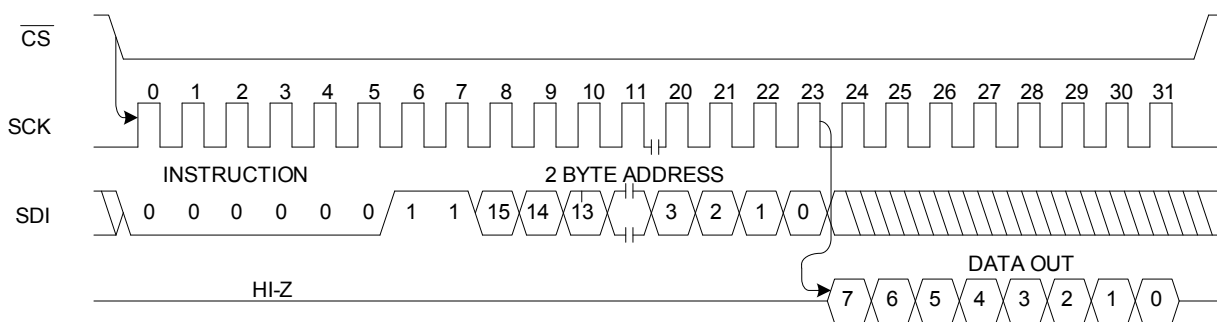 CS
0 1 2 3 4 5 6 7 8 9 10 11 20 21 22 23 24 25 26 27 28 29 30 31
SCK
INSTRUCTION 2 BYTE ADDRESS
SDI 0 0 0 0 0 0 1 1 15 14 13 3 2 1 0
DATA OUT
HI-Z
7 6 5 4 3 2 1 0